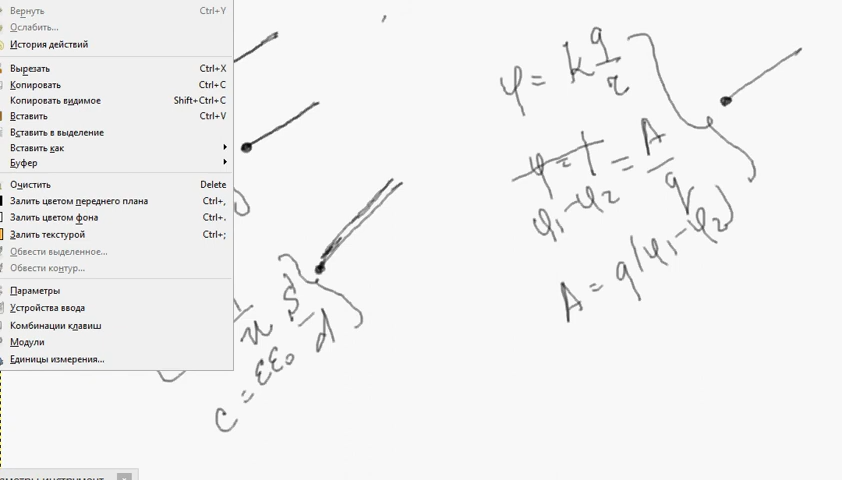 Вернуть Ctrl+Y
Ослабить...
История действий
Вырезать Ctrl+X
Копировать Ctrl+C
Копировать видимое Shift+Ctrl+C
Вставить Ctrl+V
Вставить в выделение
Вставить как
Буфер
Очистить Delete
Залить цветом переднего плана Ctrl+,
Залить цветом фона Ctrl+.
Залить текстурой Ctrl+;
Обвести выделенное...
Обвести контур...
Параметры
Устройства ввода
Комбинации клавиш
Модули
Единицы измерения...
C = εε₀ S/d
φ = k q/r
φ₁-φ₂ = A/q
A = q(φ₁-φ₂)